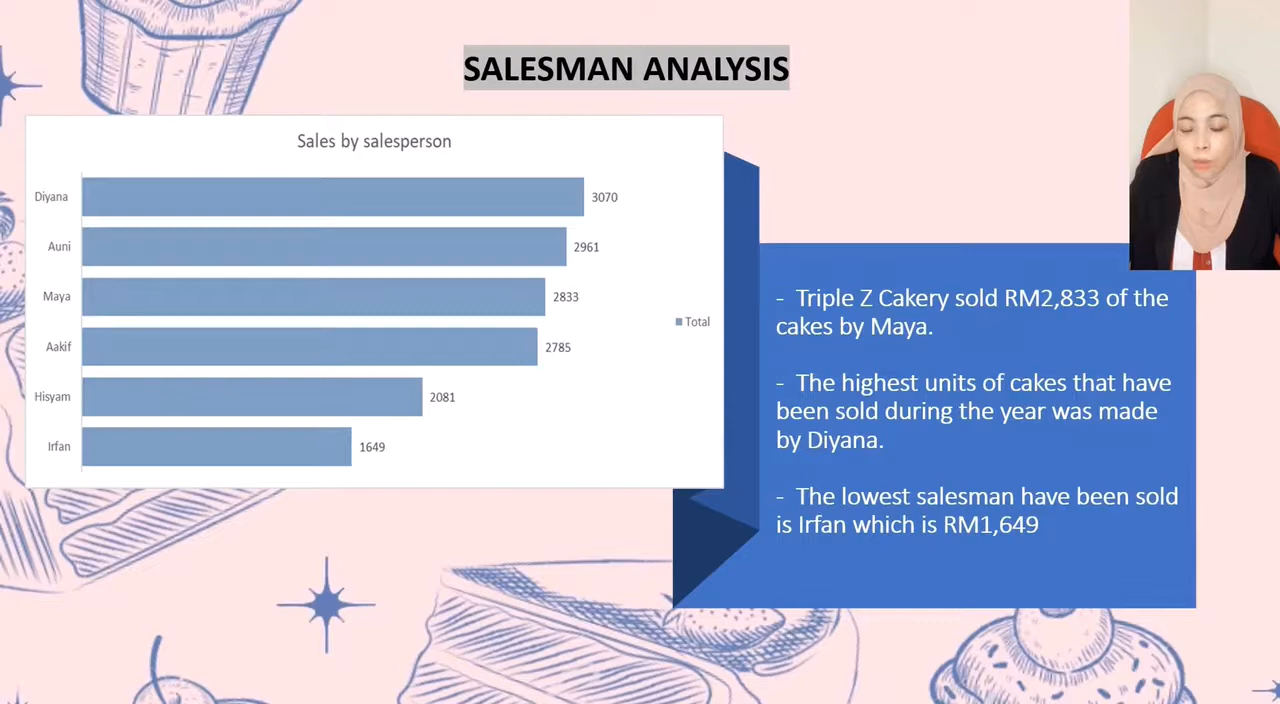 SALESMAN ANALYSIS
Sales by salesperson
Diyana 3070
Auni 2961
Maya 2833
Aakif 2785
Hisyam 2081
Irfan 1649
Total
- Triple Z Cakery sold RM2,833 of the
cakes by Maya.
- The highest units of cakes that have
been sold during the year was made
by Diyana.
- The lowest salesman have been sold
is Irfan which is RM1,649